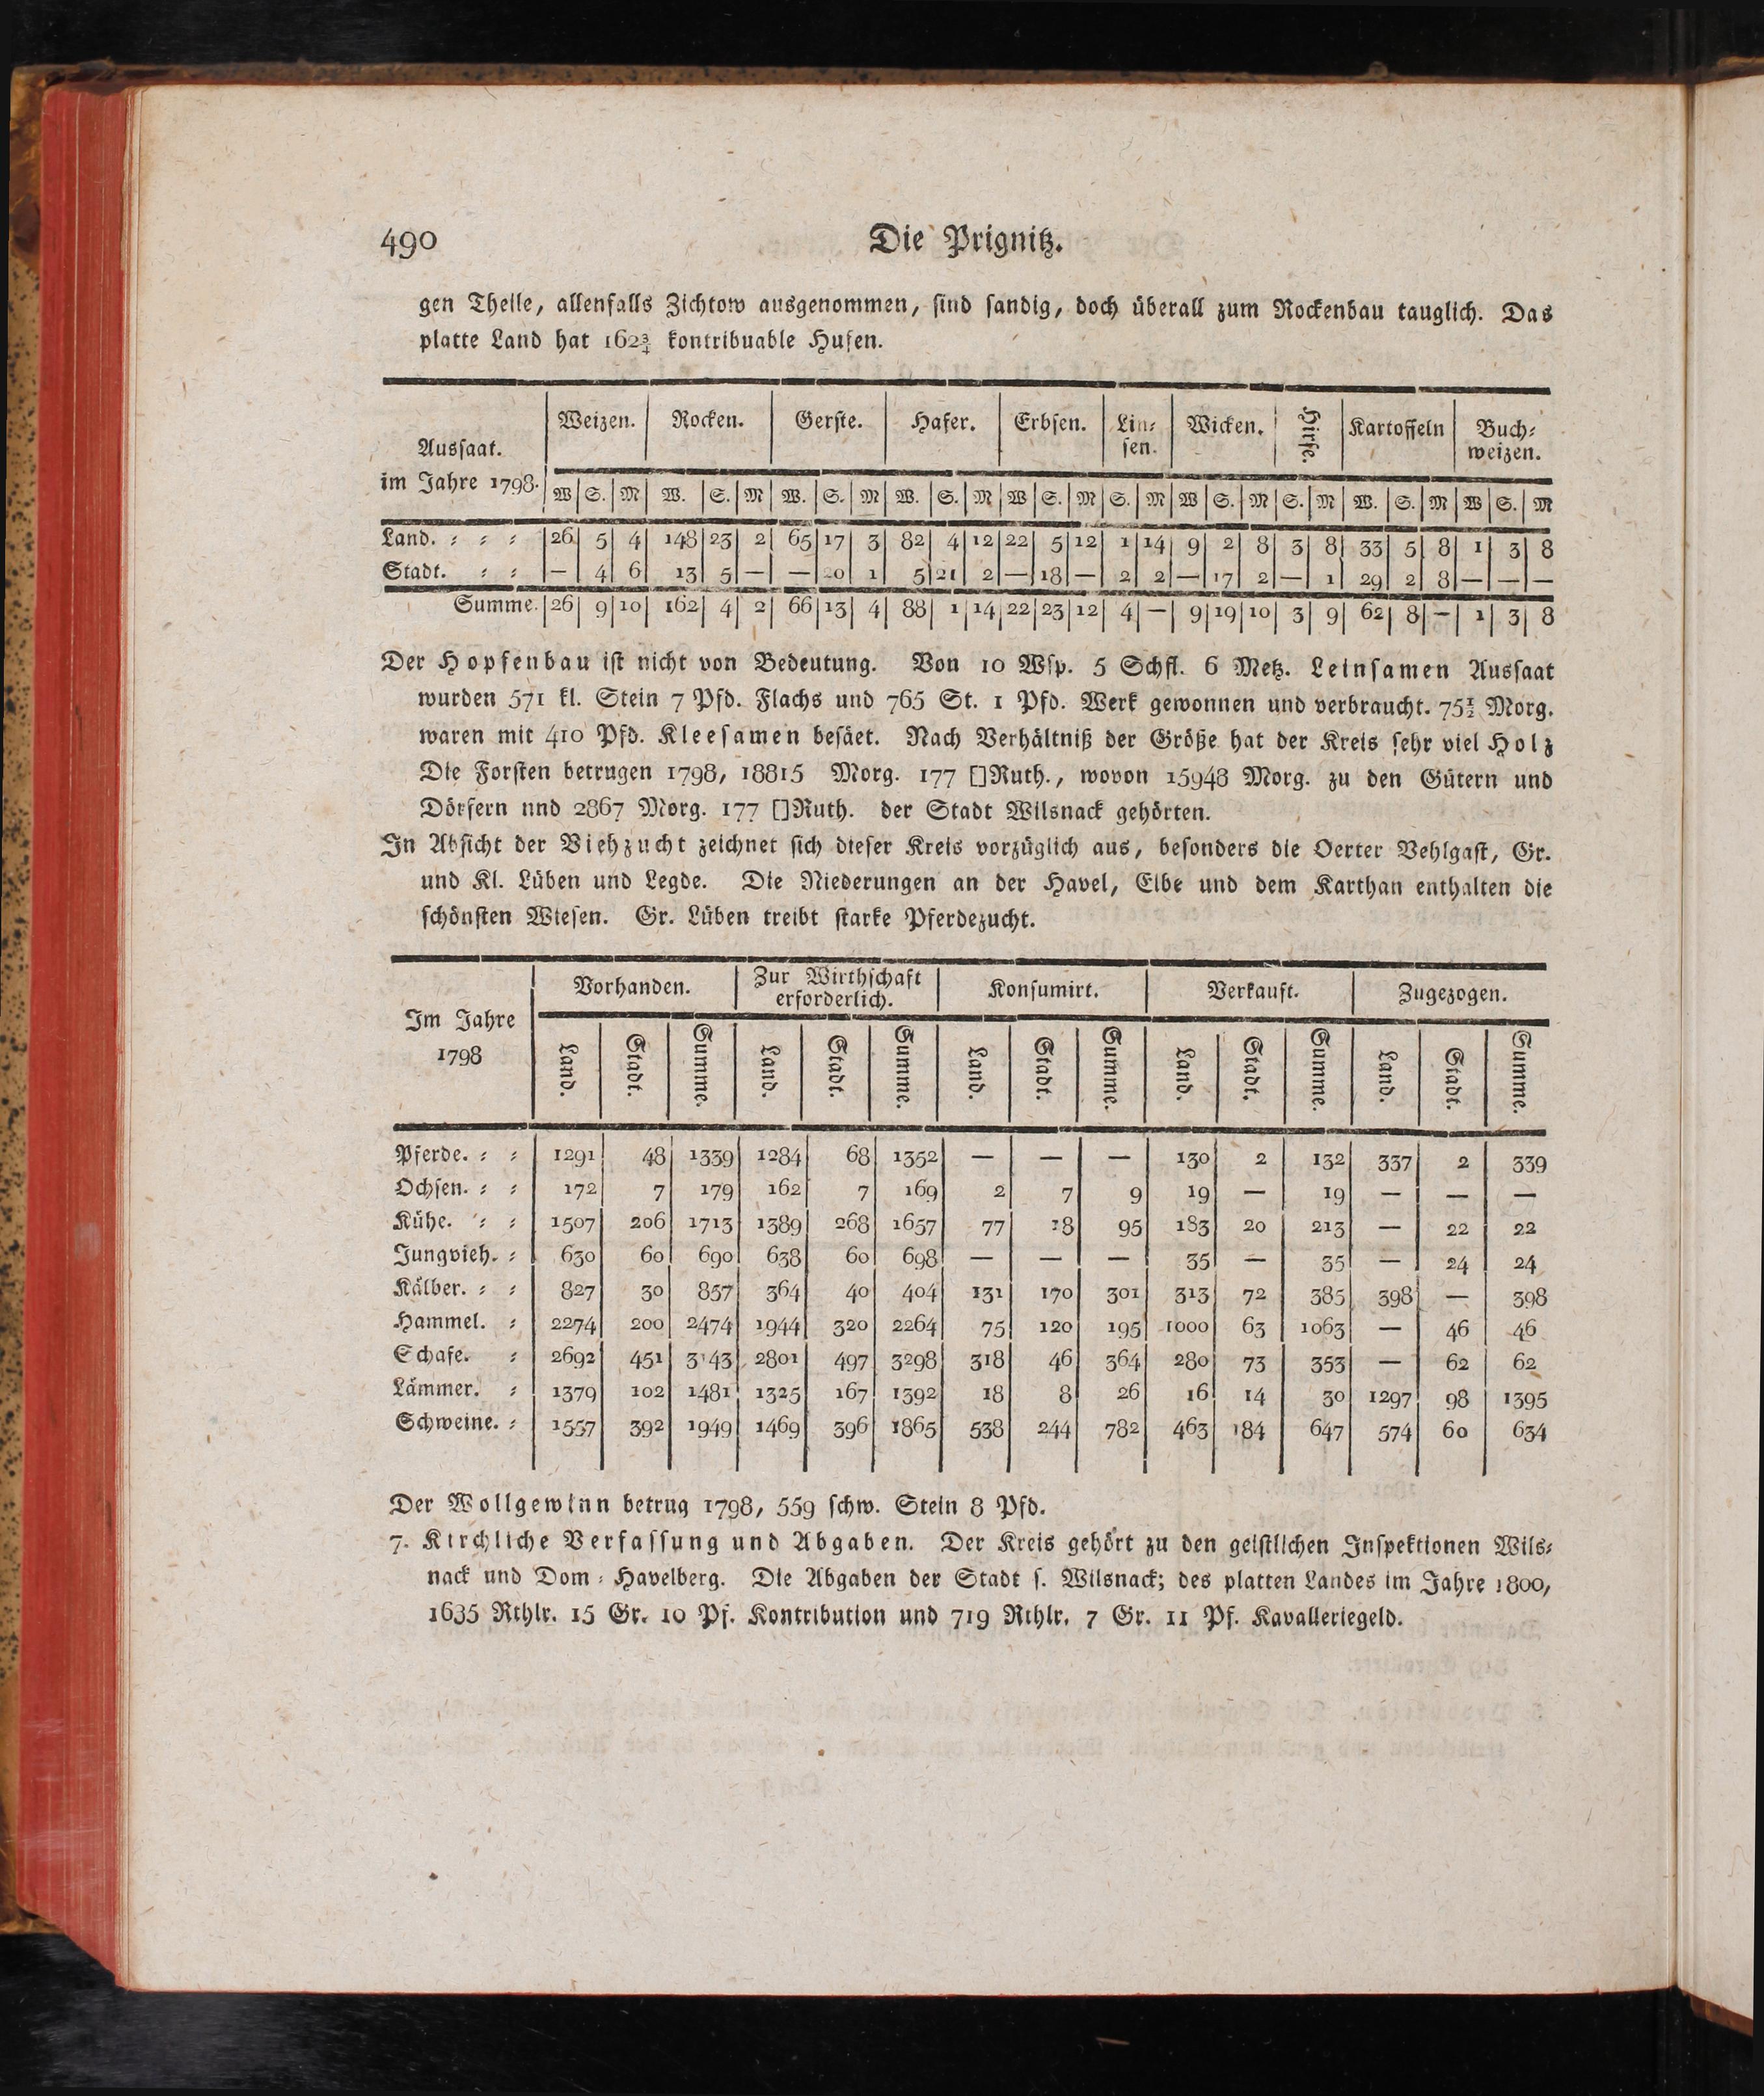 490 Die Prignitz.
gen Theile, allenfalls Zichtow ausgenommen, sind sandig, doch überall zum Rockenbau tauglich. Das
platte Land hat 162¾ kontribuable Hufen.
Aussaat. im Jahre 1798. | Weizen. | Rocken. | Gerste. | Hafer. | Erbsen. | Lin⸗sen. | Wicken. | Hirse. | Kartoffeln | Buch⸗weizen.
W | S. | M | W. | S. | M | W. | S. | M | W. | S. | M | W | S. | M | S. | M | W | S. | M | S. | M | W. | S. | M | W | S. | M
Land. ⸗ ⸗ ⸗ | 26 | 5 | 4 | 148 | 23 | 2 | 65 | 17 | 3 | 82 | 4 | 12 | 22 | 5 | 12 | 1 | 14 | 9 | 2 | 8 | 3 | 8 | 33 | 5 | 8 | 1 | 3 | 8
Stadt. ⸗ ⸗ | — | 4 | 6 | 13 | 5 | — | — | 20 | 1 | 5 | 21 | 2 | — | 18 | — | 2 | 2 | — | 17 | 2 | — | 1 | 29 | 2 | 8 | — | — | —
Summe. | 26 | 9 | 10 | 162 | 4 | 2 | 66 | 13 | 4 | 88 | 1 | 14 | 22 | 23 | 12 | 4 | — | 9 | 19 | 10 | 3 | 9 | 62 | 8 | — | 1 | 3 | 8
Der Hopfenbau ist nicht von Bedeutung. Von 10 Wsp. 5 Schfl. 6 Metz. Leinsamen Aussaat
wurden 571 kl. Stein 7 Pfd. Flachs und 765 St. 1 Pfd. Werk gewonnen und verbraucht. 75½ Morg.
waren mit 410 Pfd. Kleesamen besäet. Nach Verhältniß der Größe hat der Kreis sehr viel Holz
Die Forsten betrugen 1798, 18815 Morg. 177 []Ruth., wovon 15948 Morg. zu den Gütern und
Dörfern nnd 2867 Morg. 177 []Ruth. der Stadt Wilsnack gehörten.
In Absicht der Viehzucht zeichnet sich dieser Kreis vorzüglich aus, besonders die Oerter Vehlgast, Gr.
und Kl. Lüben und Legde. Die Niederungen an der Havel, Elbe und dem Karthan enthalten die
schönsten Wiesen. Gr. Lüben treibt starke Pferdezucht.
Im Jahre 1798 | Vorhanden. | Zur Wirthschaft erforderlich. | Konsumirt. | Verkauft. | Zugezogen.
Land. | Stadt. | Summe. | Land. | Stadt. | Summe. | Land. | Stadt. | Summe. | Land. | Stadt. | Summe. | Land. | Stadt. | Summe.
Pferde. ⸗ ⸗ | 1291 | 48 | 1339 | 1284 | 68 | 1352 | — | — | — | 130 | 2 | 132 | 337 | 2 | 339
Ochsen. ⸗ ⸗ | 172 | 7 | 179 | 162 | 7 | 169 | 2 | 7 | 9 | 19 | — | 19 | — | — | —
Kühe. ⸗ ⸗ | 1507 | 206 | 1713 | 1389 | 268 | 1657 | 77 | 18 | 95 | 183 | 20 | 213 | — | 22 | 22
Jungvieh. ⸗ | 630 | 60 | 690 | 638 | 60 | 698 | — | — | — | 35 | — | 35 | — | 24 | 24
Kälber. ⸗ ⸗ | 827 | 30 | 857 | 364 | 40 | 404 | 131 | 170 | 301 | 313 | 72 | 385 | 398 | — | 398
Hammel. ⸗ | 2274 | 200 | 2474 | 1944 | 320 | 2264 | 75 | 120 | 195 | 1000 | 63 | 1063 | — | 46 | 46
Schafe. ⸗ | 2692 | 451 | 3143 | 2801 | 497 | 3298 | 318 | 46 | 364 | 280 | 73 | 353 | — | 62 | 62
Lämmer. ⸗ | 1379 | 102 | 1481 | 1325 | 167 | 1392 | 18 | 8 | 26 | 16 | 14 | 30 | 1297 | 98 | 1395
Schweine. ⸗ | 1557 | 392 | 1949 | 1469 | 396 | 1865 | 538 | 244 | 782 | 463 | 184 | 647 | 574 | 60 | 634
Der Wollgewinn betrug 1798, 559 schw. Stein 8 Pfd.
7. Kirchliche Verfassung und Abgaben. Der Kreis gehört zu den geistlichen Inspektionen Wils⸗
nack und Dom⸗Havelberg. Die Abgaben der Stadt s. Wilsnack; des platten Landes im Jahre 1800,
1635 Rthlr. 15 Gr. 10 Pf. Kontribution und 719 Rthlr. 7 Gr. 11 Pf. Kavalleriegeld.